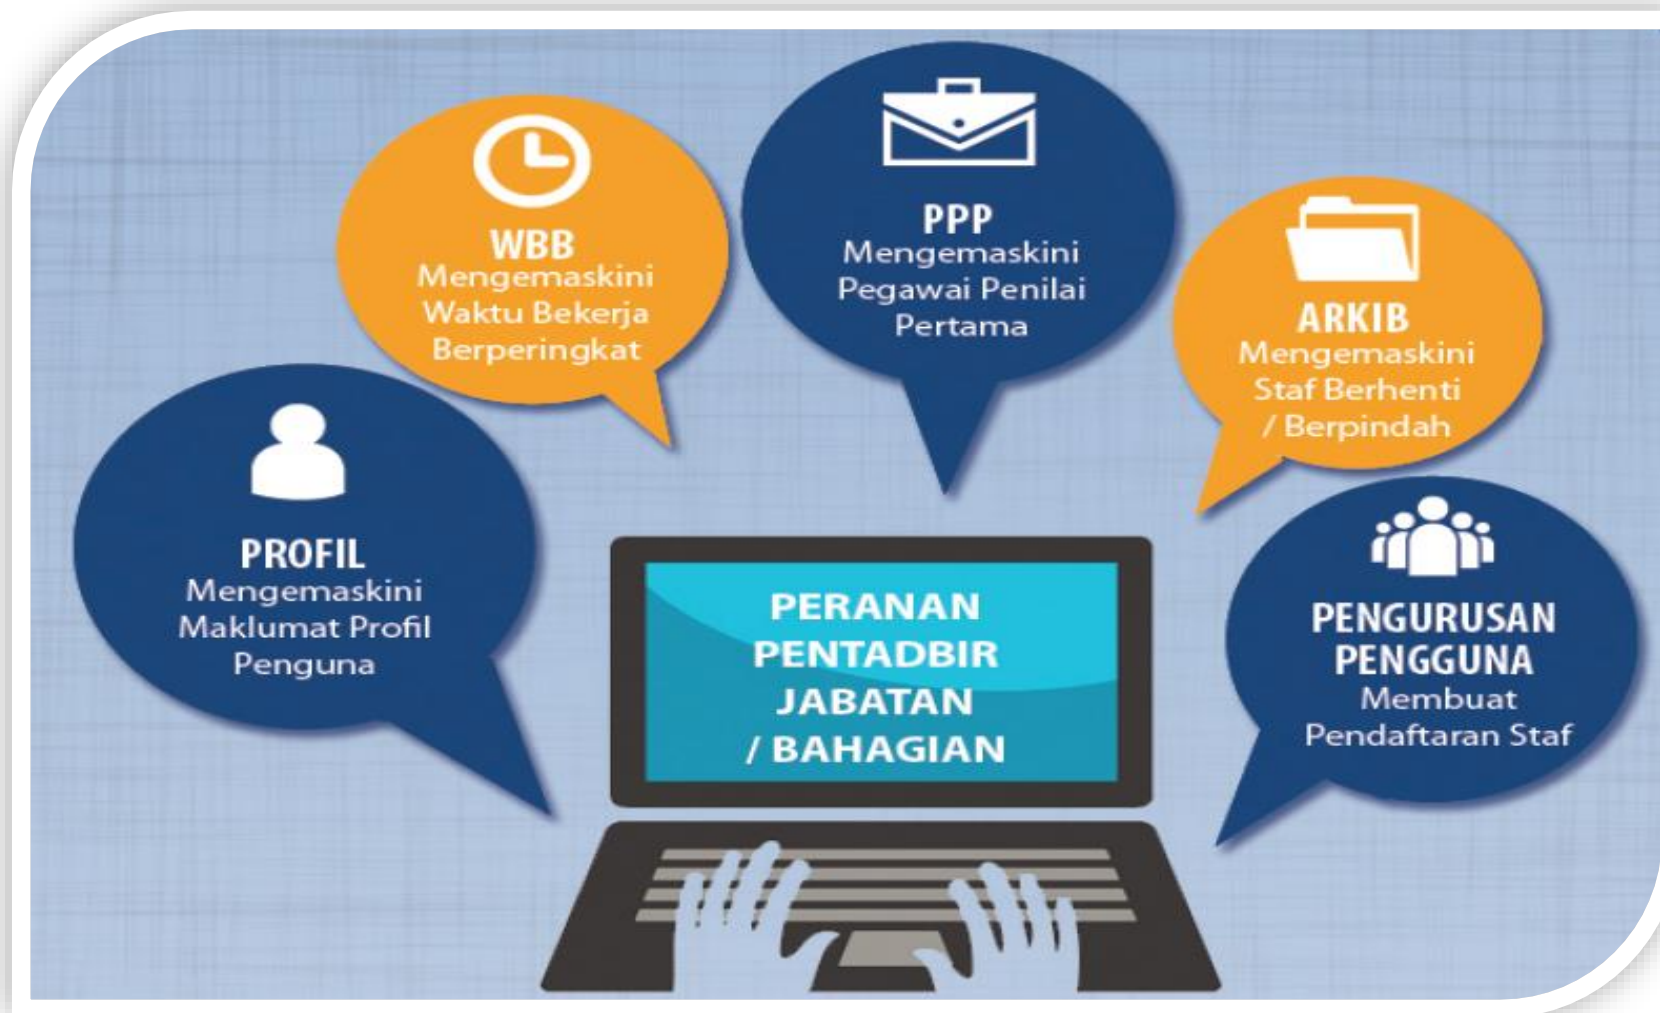 WBB
Mengemaskini
Waktu Bekerja
Berperingkat
PPP
Mengemaskini
Pegawai Penilai
Pertama
ARKIB
Mengemaskini
Staf Berhenti
/ Berpindah
PROFIL
Mengemaskini
Maklumat Profil
Penguna
PENGURUSAN
PENGGUNA
Membuat
Pendaftaran Staf
PERANAN
PENTADBIR
JABATAN
/ BAHAGIAN